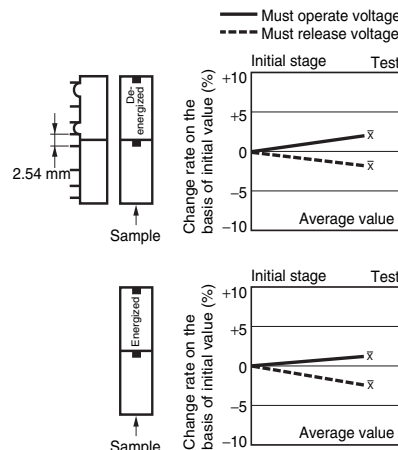 Must operate voltage
Must release voltage
Initial stage
Test
Change rate on the
basis of initial value (%)
+10
+5
0
−5
−10
x̄
x̄
Average value
De-
energized
2.54 mm
Sample
Initial stage
Test
Change rate on the
basis of initial value (%)
+10
+5
0
−5
−10
x̄
x̄
Average value
Energized
Sample